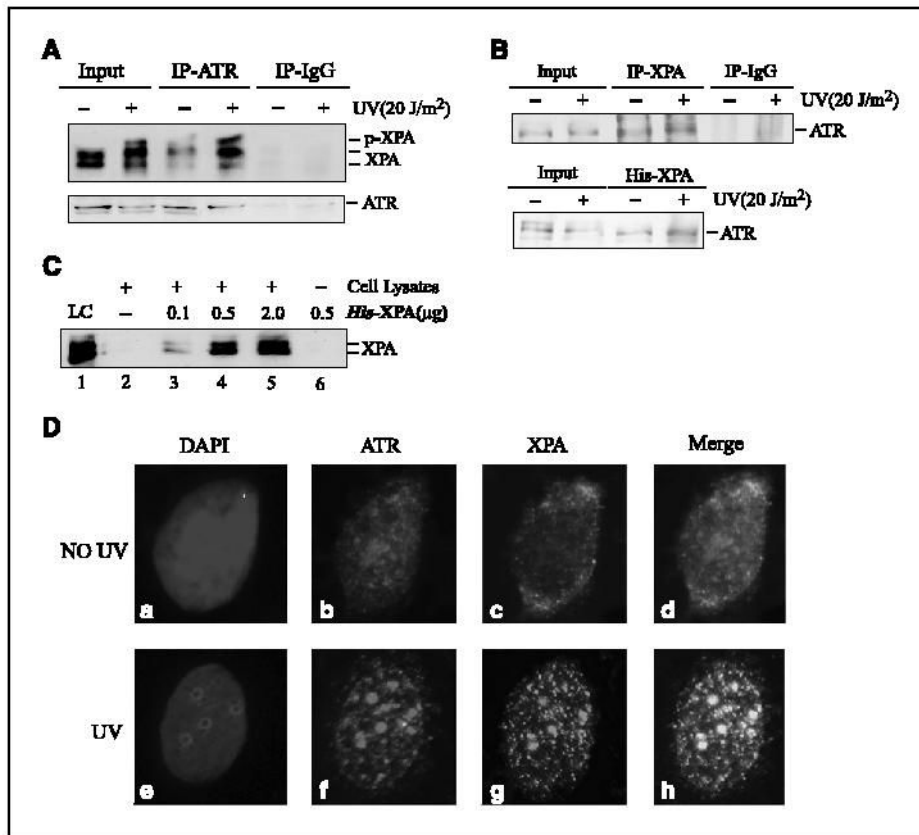 A
Input IP-ATR IP-IgG
– + – + – + UV(20 J/m²)
p-XPA
XPA
ATR
B
Input IP-XPA IP-IgG
– + – + – + UV(20 J/m²)
ATR
Input His-XPA
– + – + UV(20 J/m²)
ATR
C
+ + + + – Cell Lysates
LC – 0.1 0.5 2.0 0.5 His-XPA(μg)
XPA
1 2 3 4 5 6
D
DAPI ATR XPA Merge
NO UV
a b c d
UV
e f g h